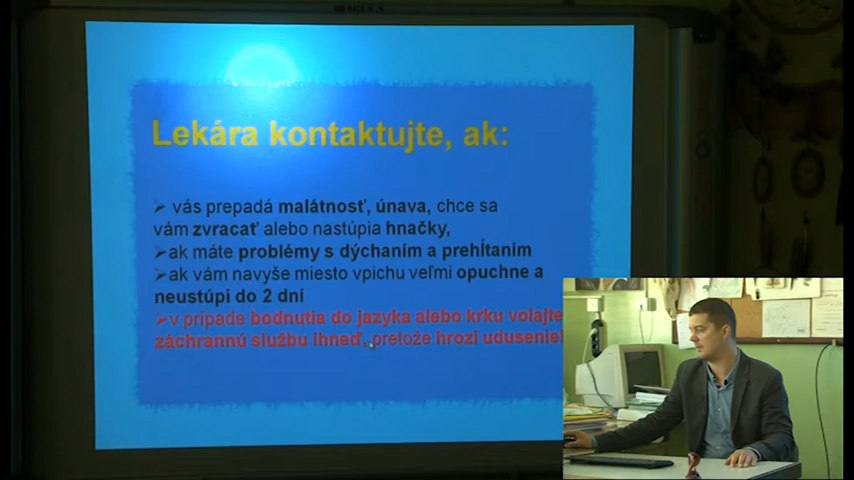 Lekára kontaktujte, ak:
➢ vás prepadá malátnosť, únava, chce sa
vám zvracať alebo nastúpia hnačky,
➢ak máte problémy s dýchaním a prehĺtaním
➢ak vám navyše miesto vpichu veľmi opuchne a
neustúpi do 2 dní
➢v prípade bodnutia do jazyka alebo krku volajte
záchrannú službu ihneď, pretože hrozí udusenie!